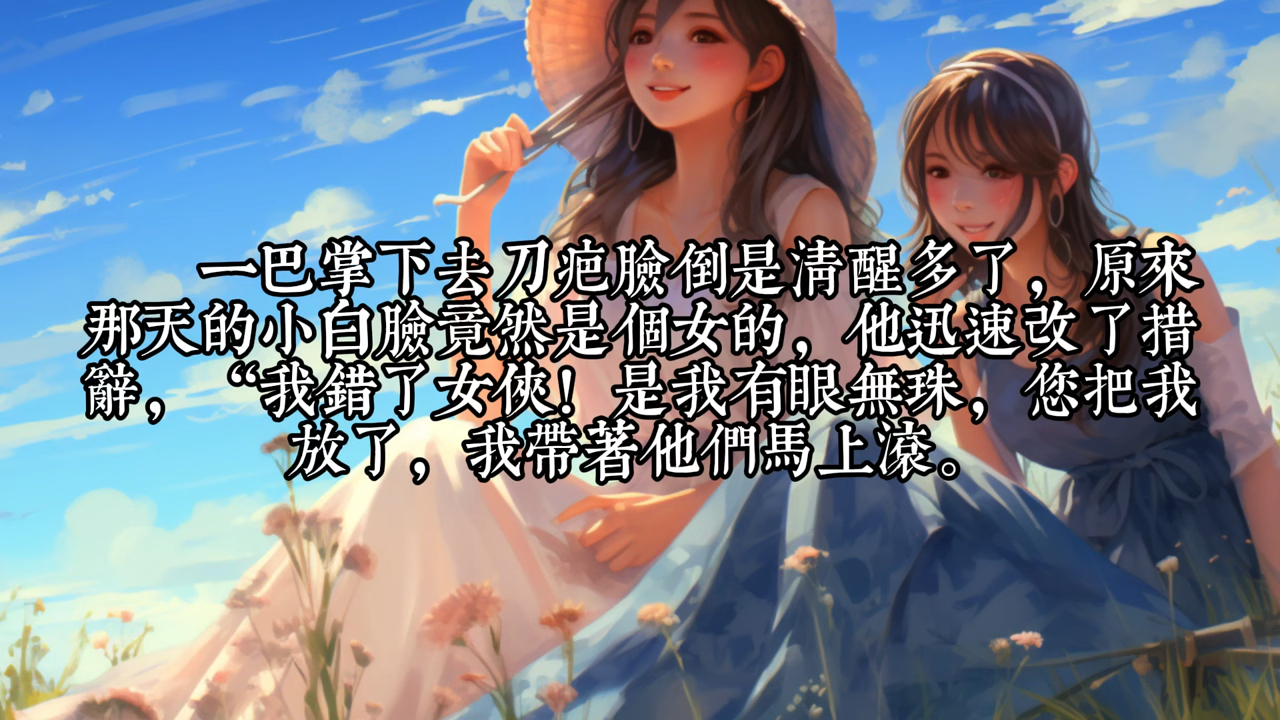 一巴掌下去刀疤臉倒是清醒多了，原來
那天的小白臉竟然是個女的，他迅速改了措
辭，“我錯了女俠！是我有眼無珠，您把我
放了，我帶著他們馬上滾。